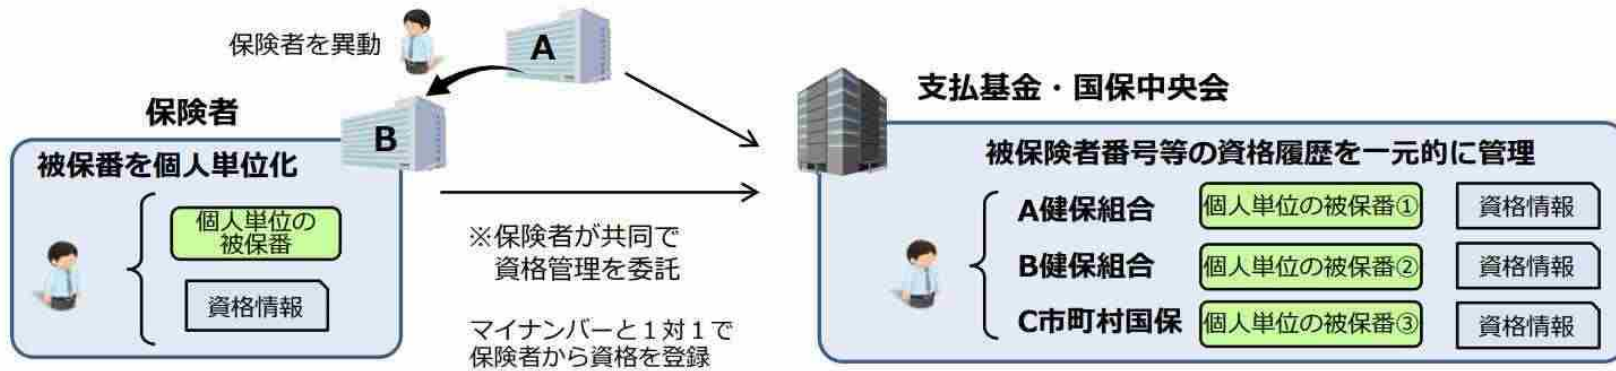 保険者を異動
A
B
保険者
被保番を個人単位化
個人単位の
被保番
資格情報
※保険者が共同で
資格管理を委託
マイナンバーと１対１で
保険者から資格を登録
支払基金・国保中央会
被保険者番号等の資格履歴を一元的に管理
A健保組合 個人単位の被保番① 資格情報
B健保組合 個人単位の被保番② 資格情報
C市町村国保 個人単位の被保番③ 資格情報